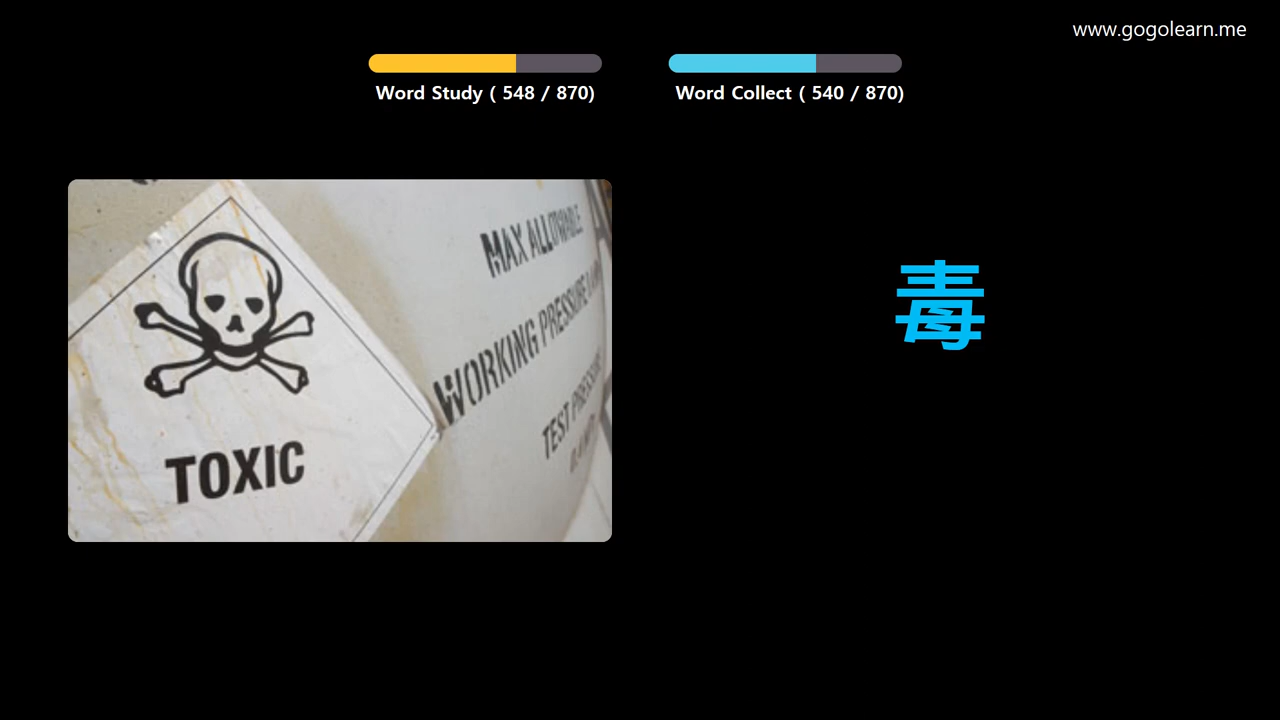 www.gogolearn.me
Word Study ( 548 / 870)
Word Collect ( 540 / 870)
毒
MAX ALLOWABLE
WORKING PRESSURE
TEST PRESSURE
TOXIC